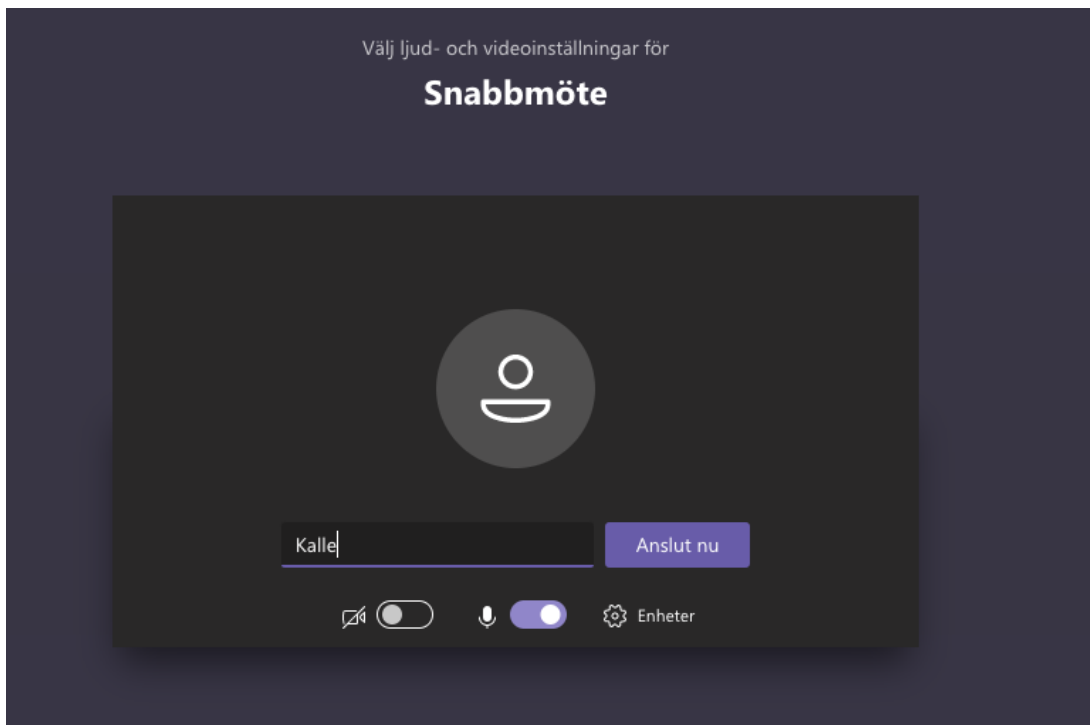 Välj ljud- och videoinställningar för
Snabbmöte
Kalle
Anslut nu
Enheter